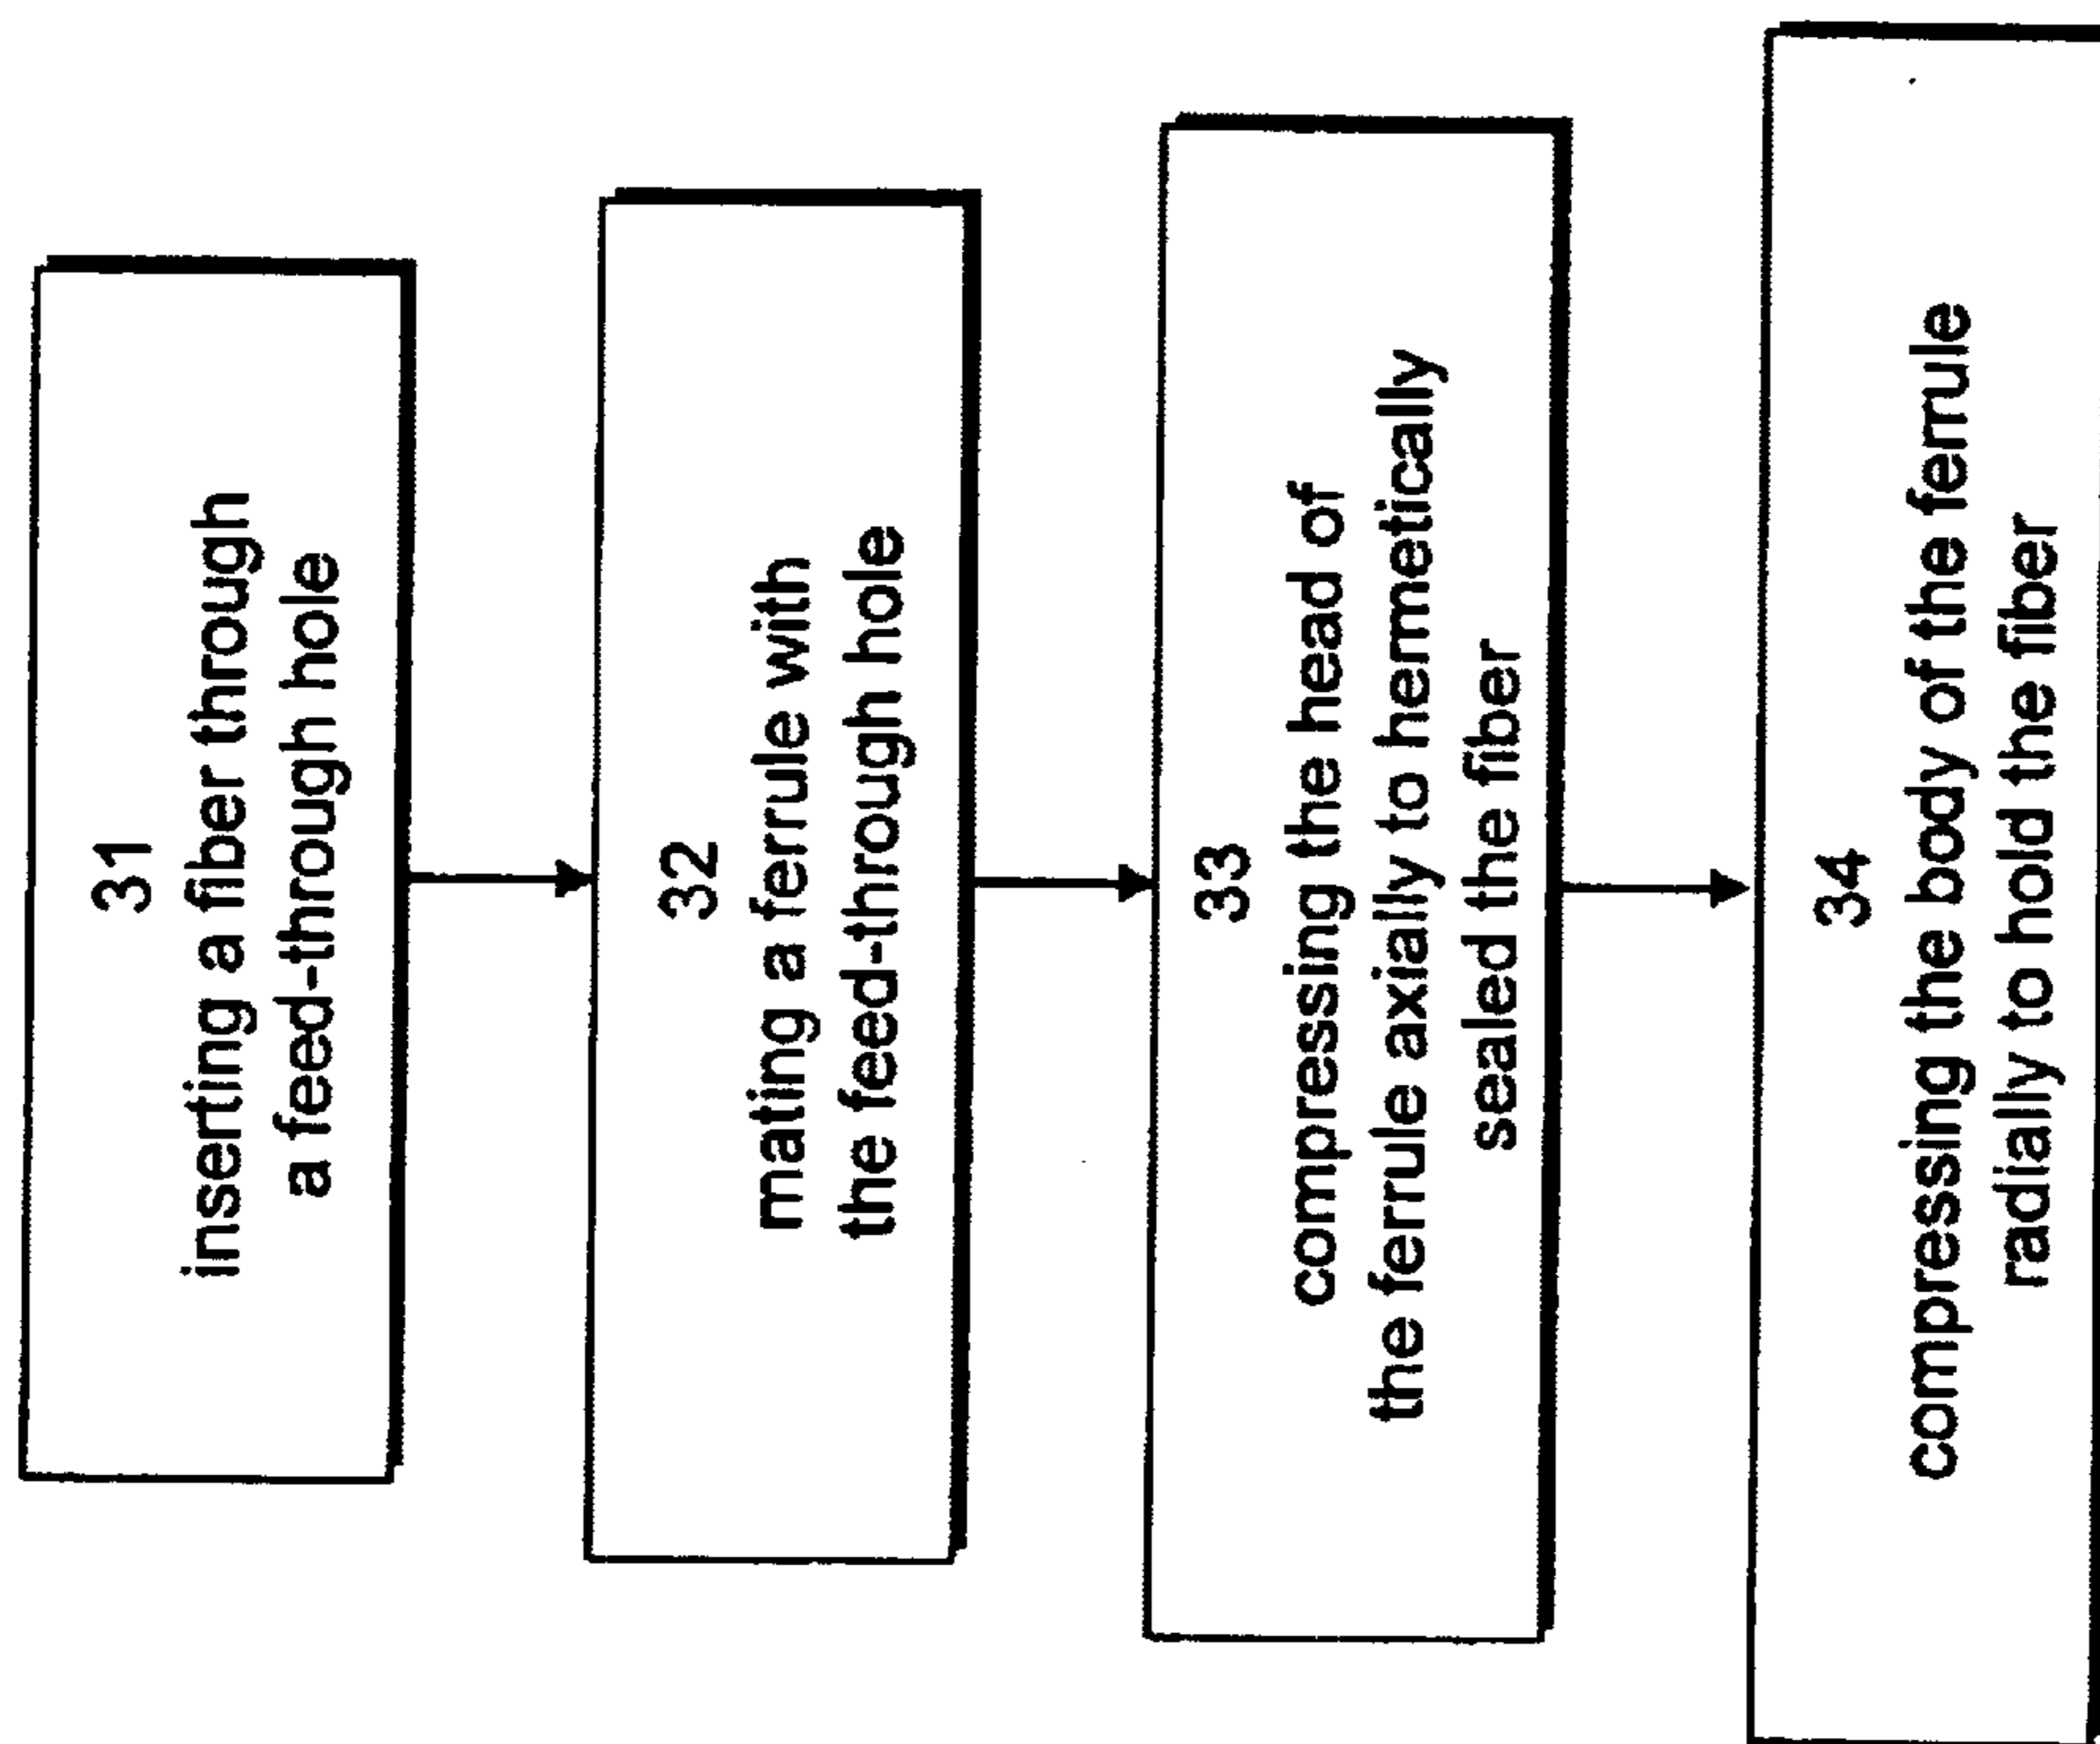 31
inserting a fiber through
a feed-through hole
32
mating a ferrule with
the feed-through hole
33
compressing the head of
the ferrule axially to hermetically
sealed the fiber
34
compressing the body of the ferrule
radially to hold the fiber